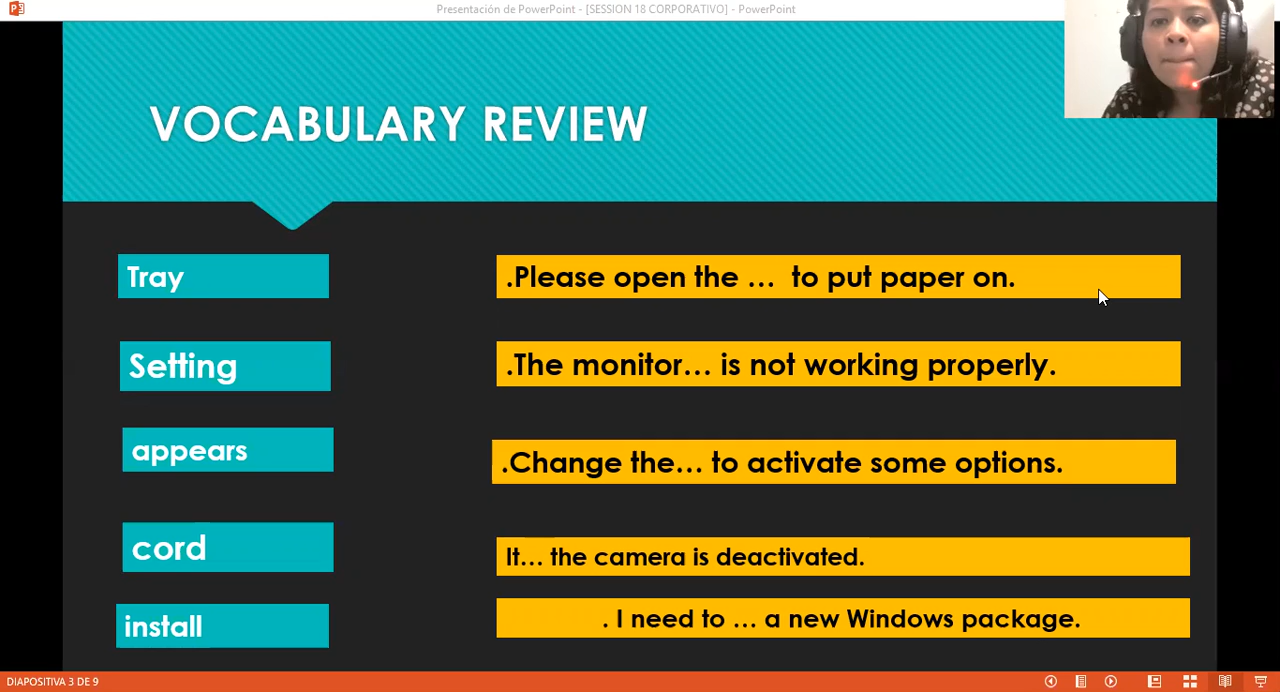 Presentación de PowerPoint - [SESSION 18 CORPORATIVO] - PowerPoint
VOCABULARY REVIEW
Tray
.Please open the … to put paper on.
Setting
.The monitor… is not working properly.
appears
.Change the… to activate some options.
cord
It… the camera is deactivated.
install
. I need to … a new Windows package.
DIAPOSITIVA 3 DE 9